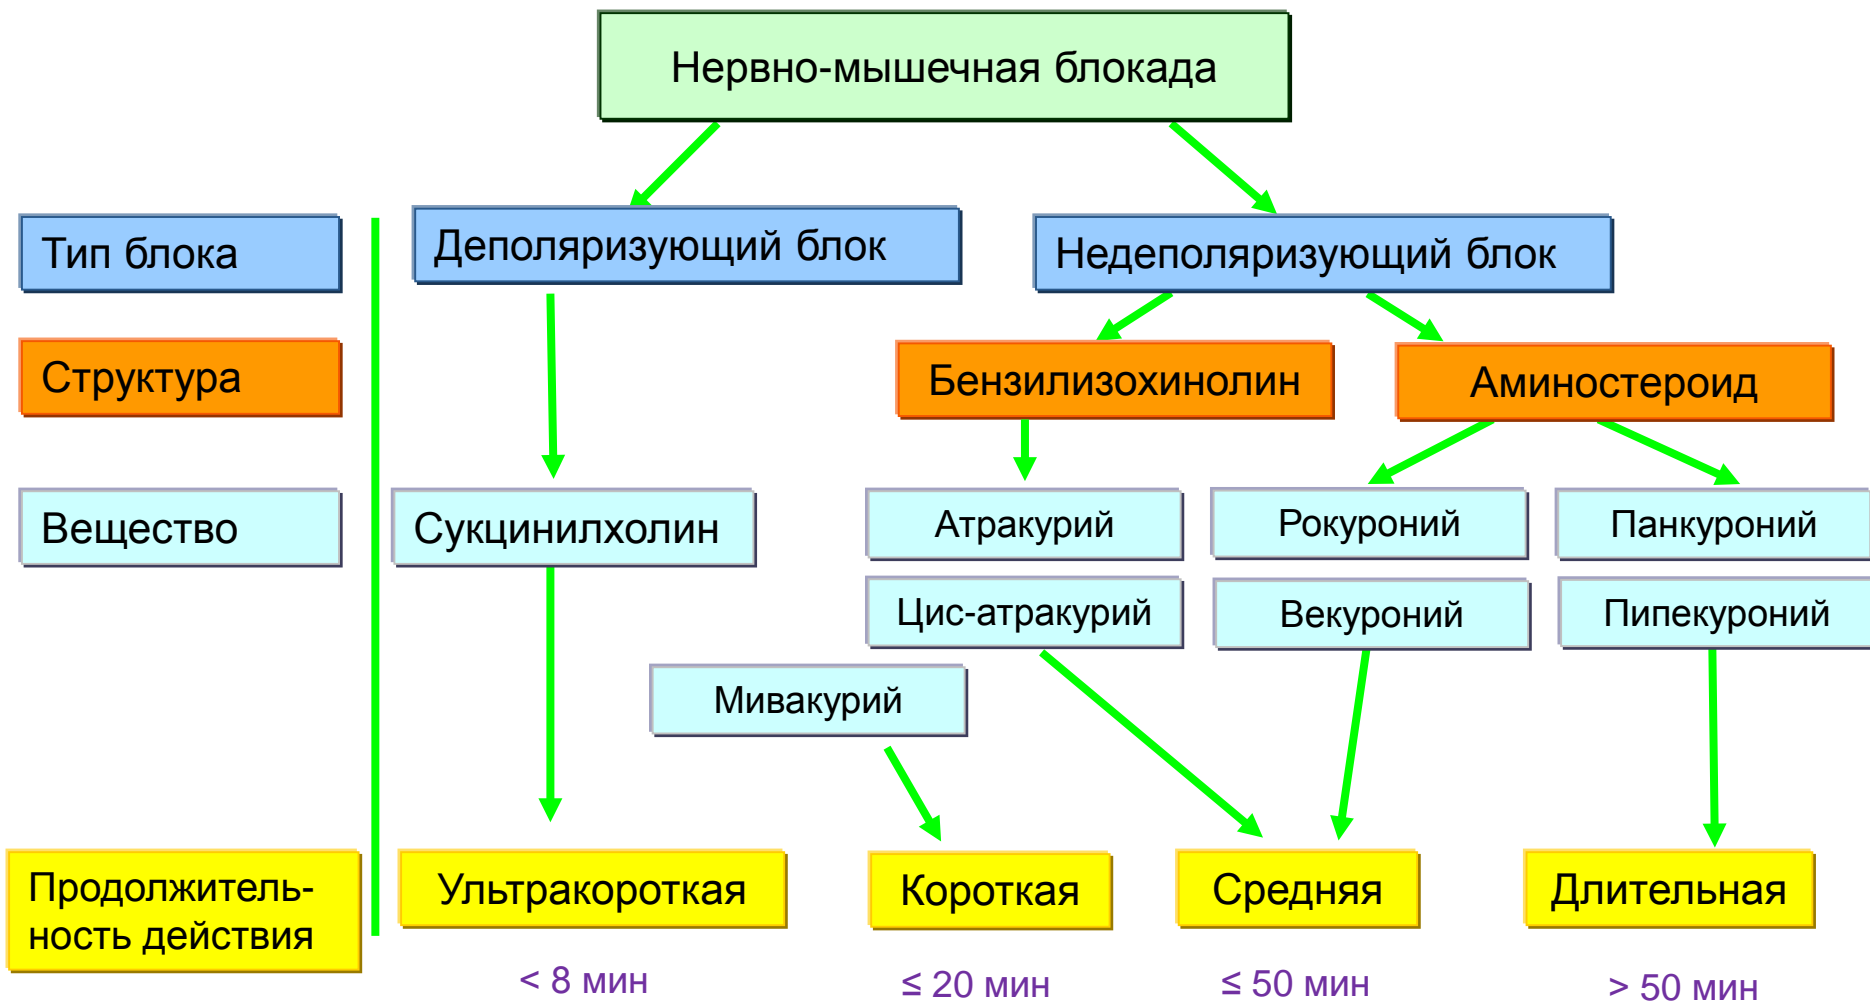 Нервно-мышечная блокада
Тип блока
Деполяризующий блок
Недеполяризующий блок
Структура
Бензилизохинолин
Аминостероид
Вещество
Сукцинилхолин
Атракурий
Рокуроний
Панкуроний
Цис-атракурий
Векуроний
Пипекуроний
Мивакурий
Продолжитель-
ность действия
Ультракороткая
Короткая
Средняя
Длительная
< 8 мин
≤ 20 мин
≤ 50 мин
> 50 мин